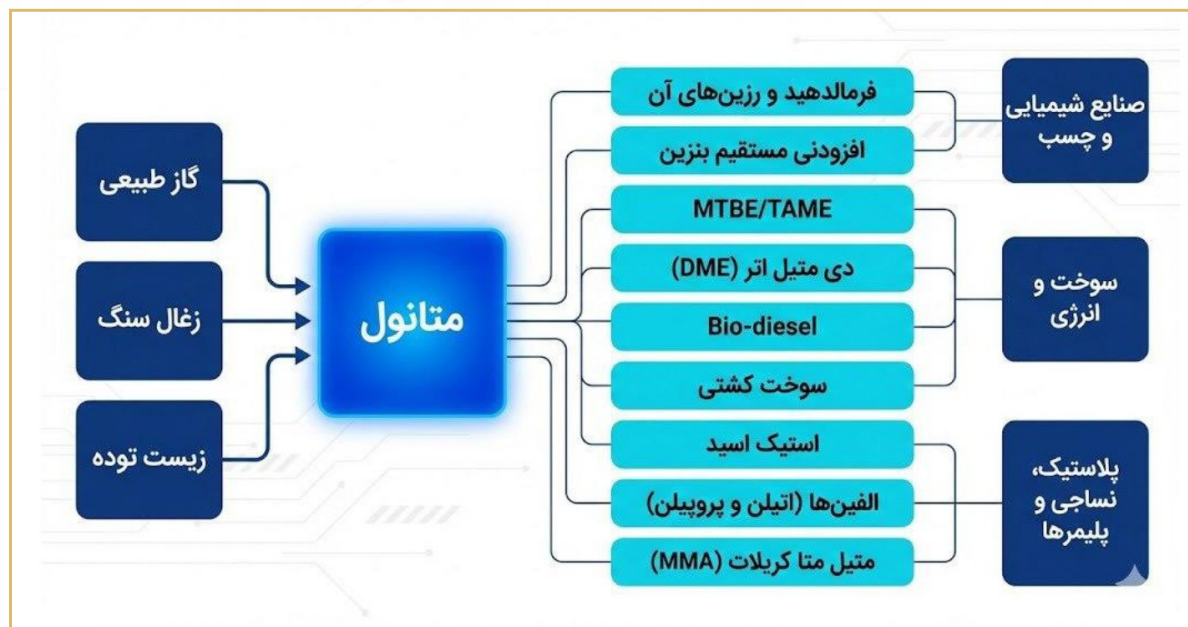 گاز طبیعی
زغال سنگ
زیست توده
متانول
فرمالدهید و رزین‌های آن
افزودنی مستقیم بنزین
MTBE/TAME
دی متیل اتر (DME)
Bio-diesel
سوخت کشتی
استیک اسید
الفین‌ها (اتیلن و پروپیلن)
متیل متا کریلات (MMA)
صنایع شیمیایی
و چسب
سوخت و
انرژی
پلاستیک،
نساجی و
پلیمرها